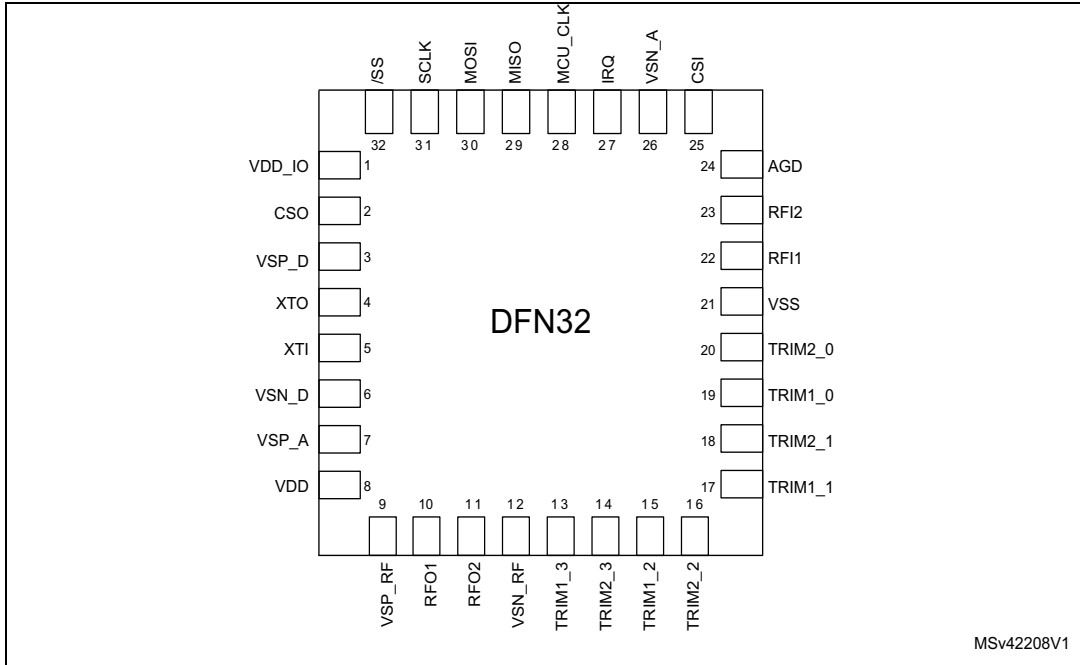 /SS
SCLK
MOSI
MISO
MCU_CLK
IRQ
VSN_A
CSI
32
31
30
29
28
27
26
25
VDD_IO 1
CSO 2
VSP_D 3
XTO 4
XTI 5
VSN_D 6
VSP_A 7
VDD 8
24 AGD
23 RFI2
22 RFI1
21 VSS
20 TRIM2_0
19 TRIM1_0
18 TRIM2_1
17 TRIM1_1
DFN32
9
10
11
12
13
14
15
16
VSP_RF
RFO1
RFO2
VSN_RF
TRIM1_3
TRIM2_3
TRIM1_2
TRIM2_2
MSv42208V1